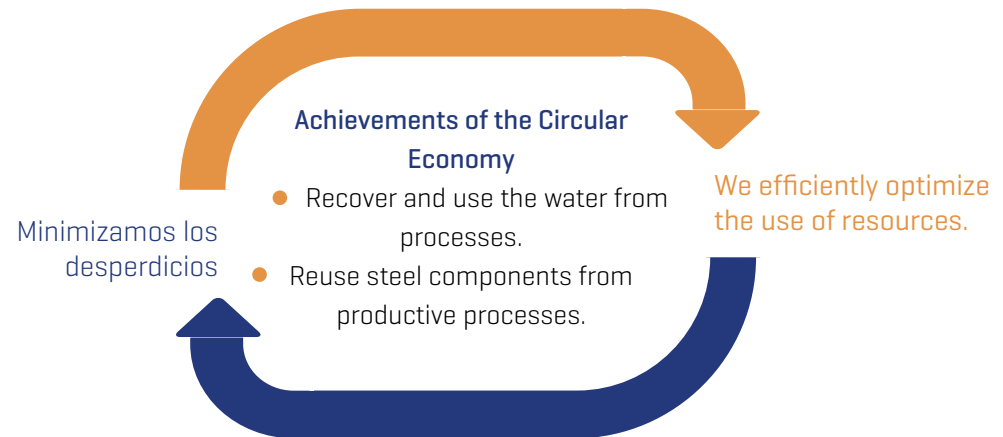 Achievements of the Circular
Economy
● Recover and use the water from
processes.
● Reuse steel components from
productive processes.
We efficiently optimize
the use of resources.
Minimizamos los
desperdicios